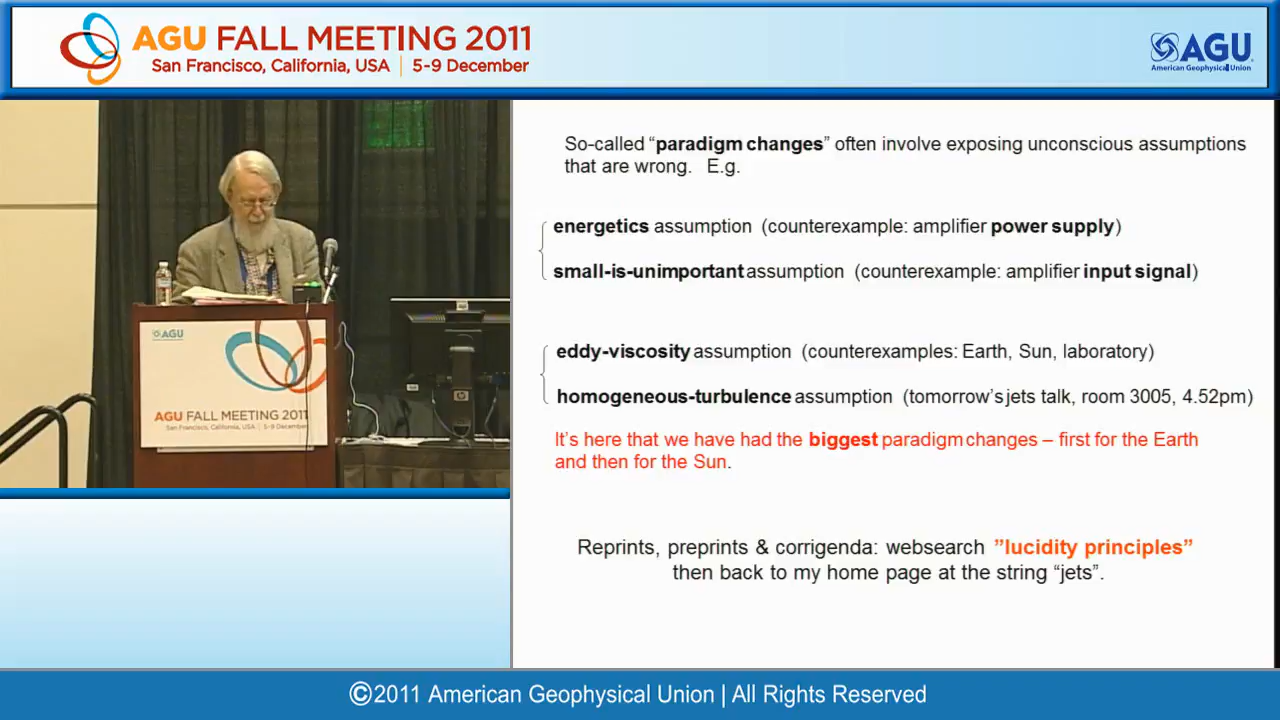 AGU FALL MEETING 2011
San Francisco, California, USA | 5-9 December
AGU
American Geophysical Union
So-called “paradigm changes” often involve exposing unconscious assumptions
that are wrong. E.g.
energetics assumption (counterexample: amplifier power supply)
small-is-unimportant assumption (counterexample: amplifier input signal)
eddy-viscosity assumption (counterexamples: Earth, Sun, laboratory)
homogeneous-turbulence assumption (tomorrow's jets talk, room 3005, 4.52pm)
It's here that we have had the biggest paradigm changes – first for the Earth
and then for the Sun.
Reprints, preprints & corrigenda: websearch ”lucidity principles”
then back to my home page at the string “jets”.
AGU
AGU FALL MEETING 2011
San Francisco, California, USA | 5-9 December
hp
©2011 American Geophysical Union | All Rights Reserved